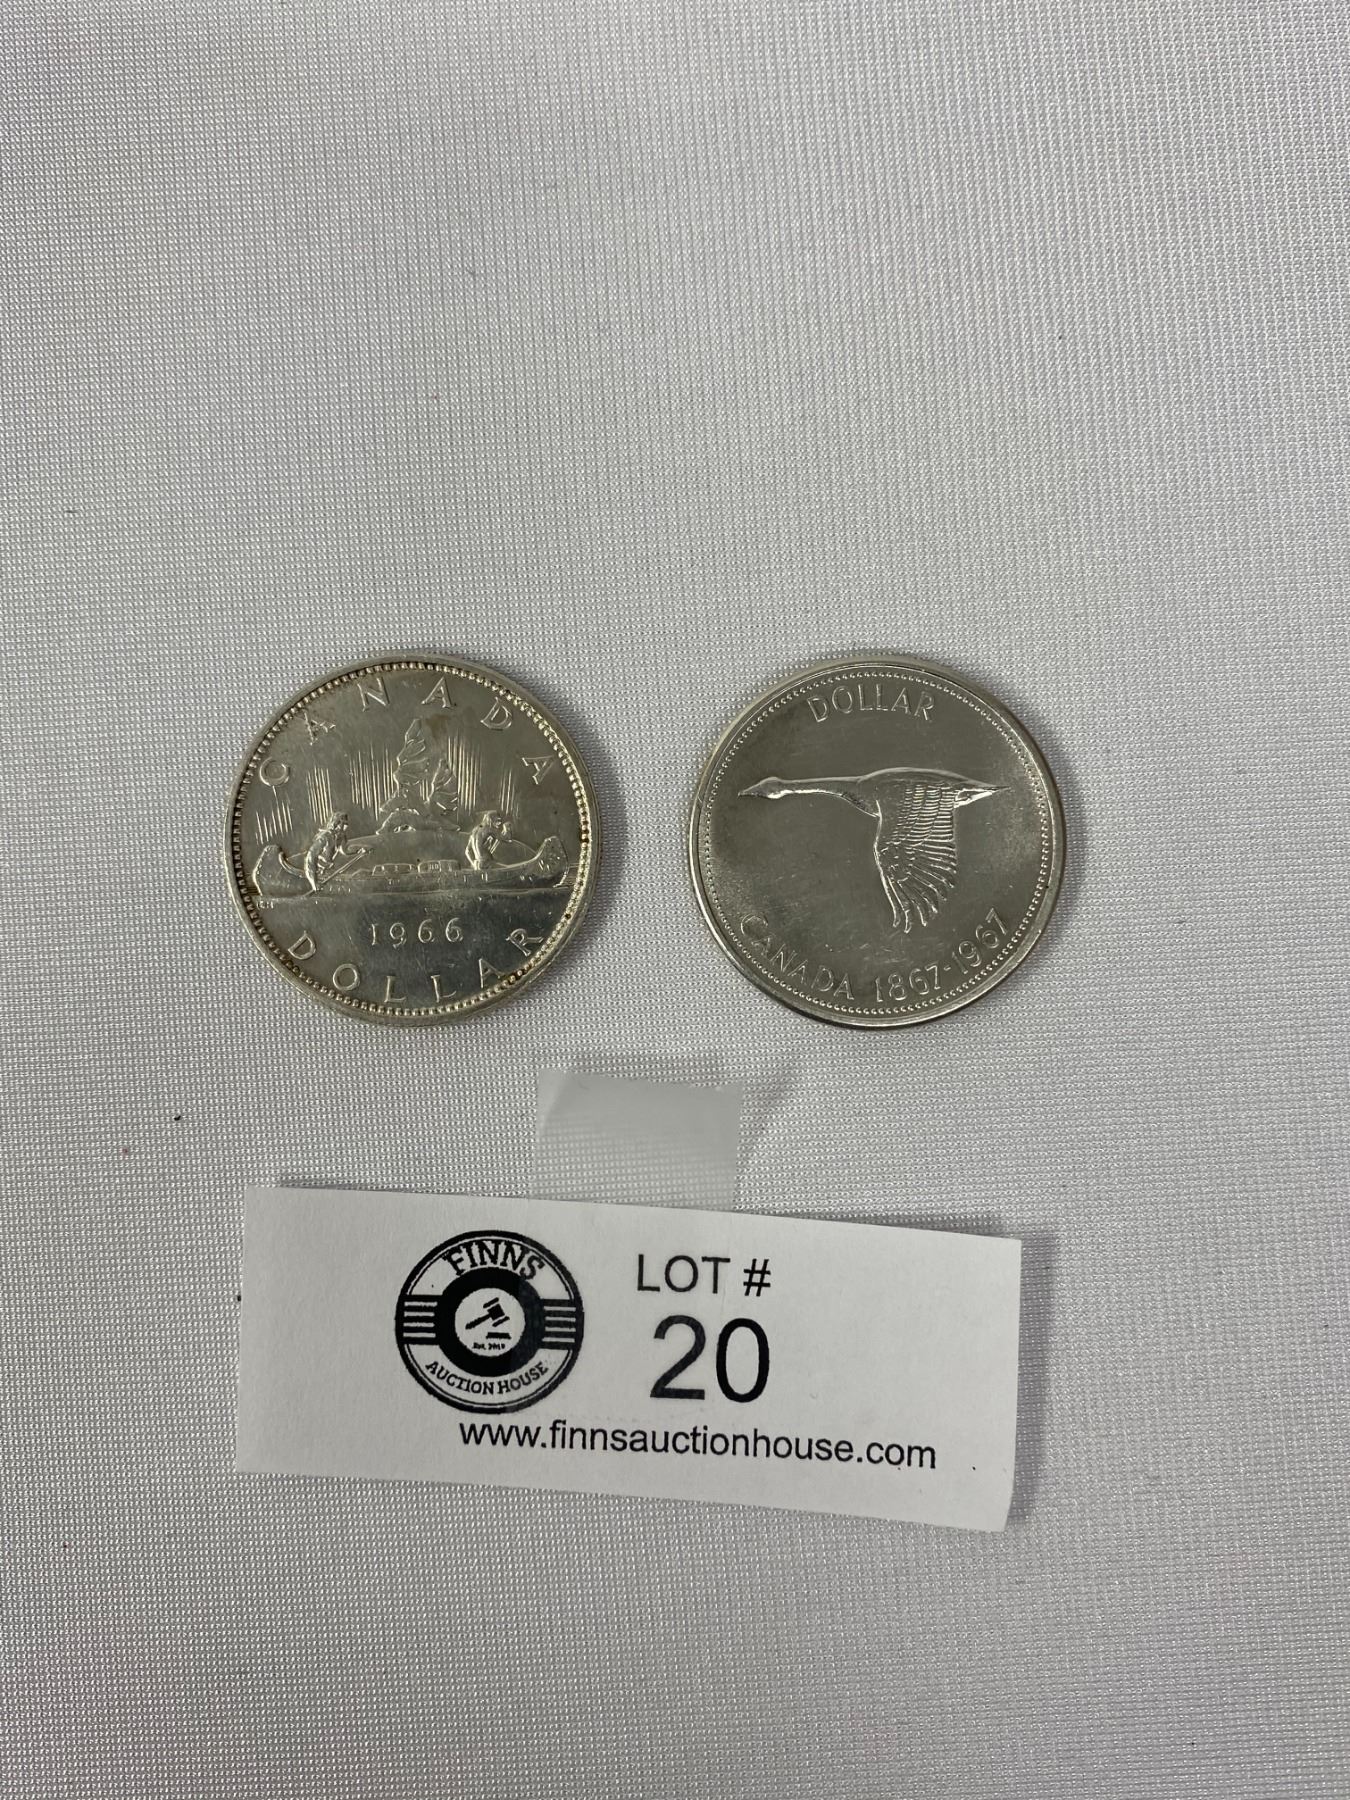 CANADA
1966
DOLLAR
DOLLAR
CANADA 1867-1967
FINNS
AUCTION HOUSE
LOT #
20
www.finnsauctionhouse.com